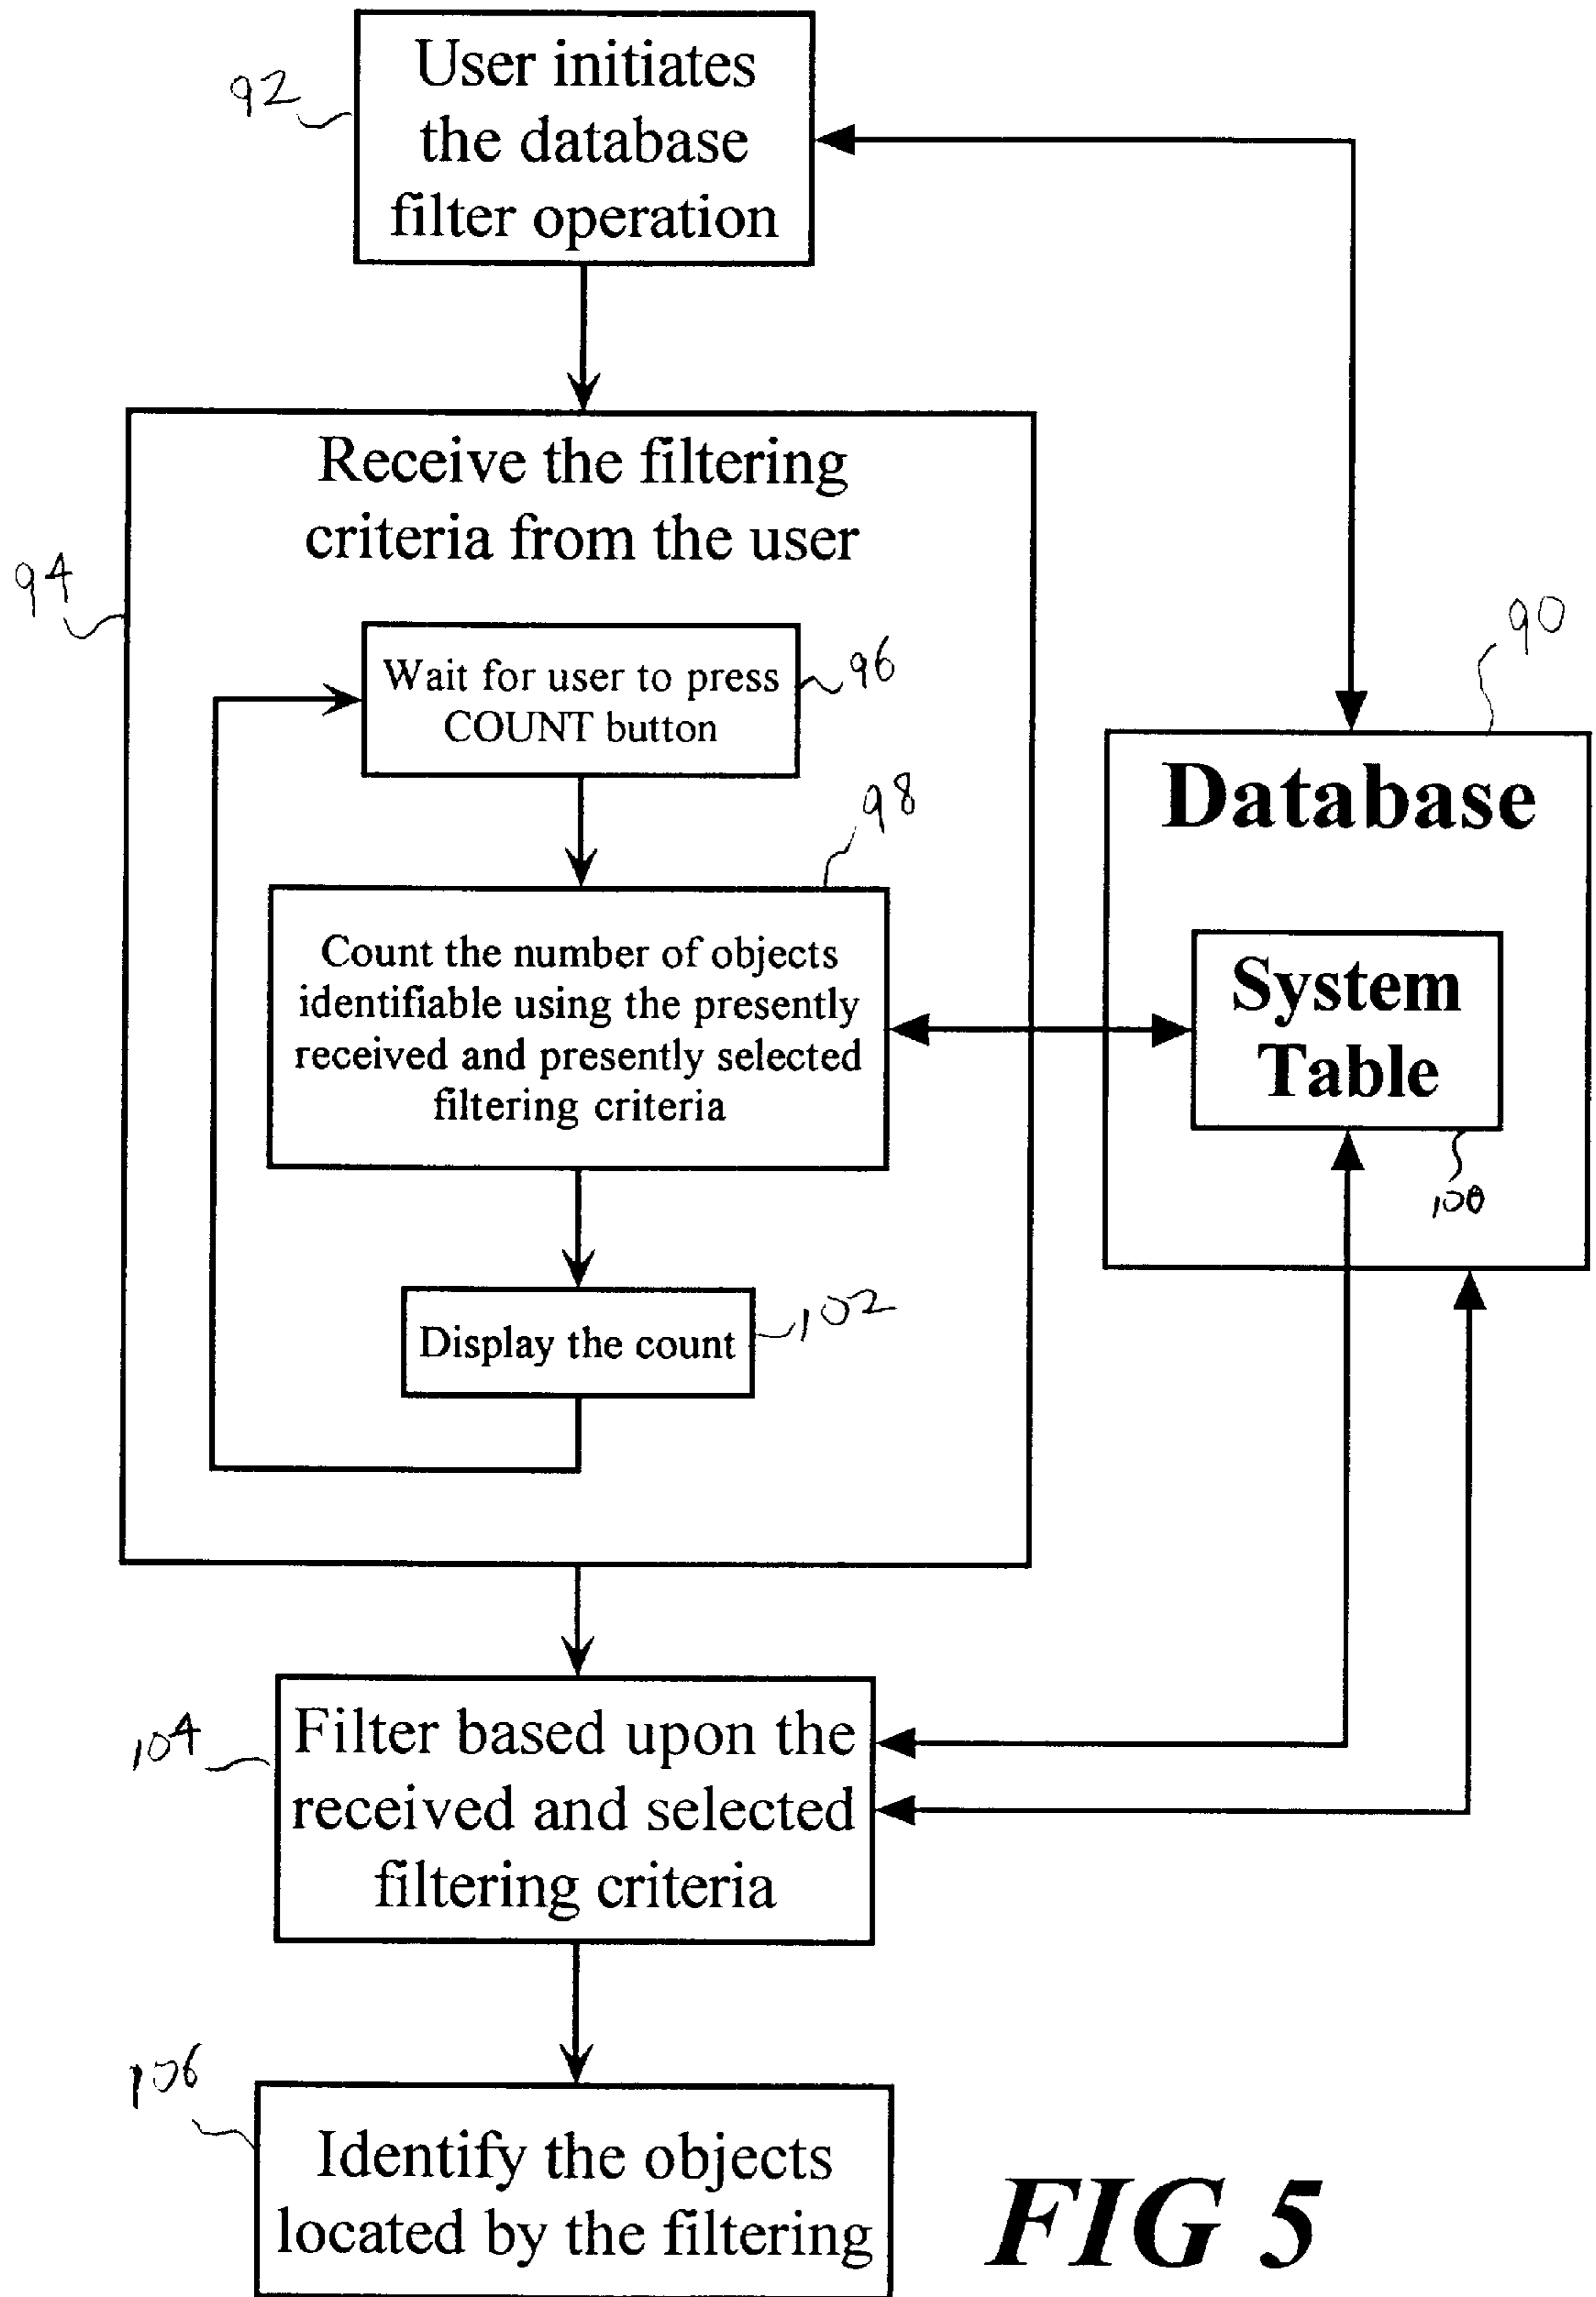 92
User initiates
the database
filter operation
Receive the filtering
criteria from the user
94
90
Wait for user to press
COUNT button
96
Database
98
Count the number of objects
identifiable using the presently
received and presently selected
filtering criteria
System
Table
100
Display the count
102
104
Filter based upon the
received and selected
filtering criteria
106
Identify the objects
located by the filtering
FIG 5